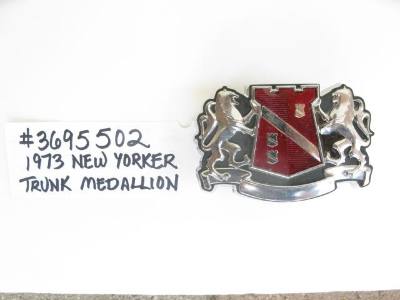 #3695502
1973 NEW YORKER
TRUNK MEDALLION